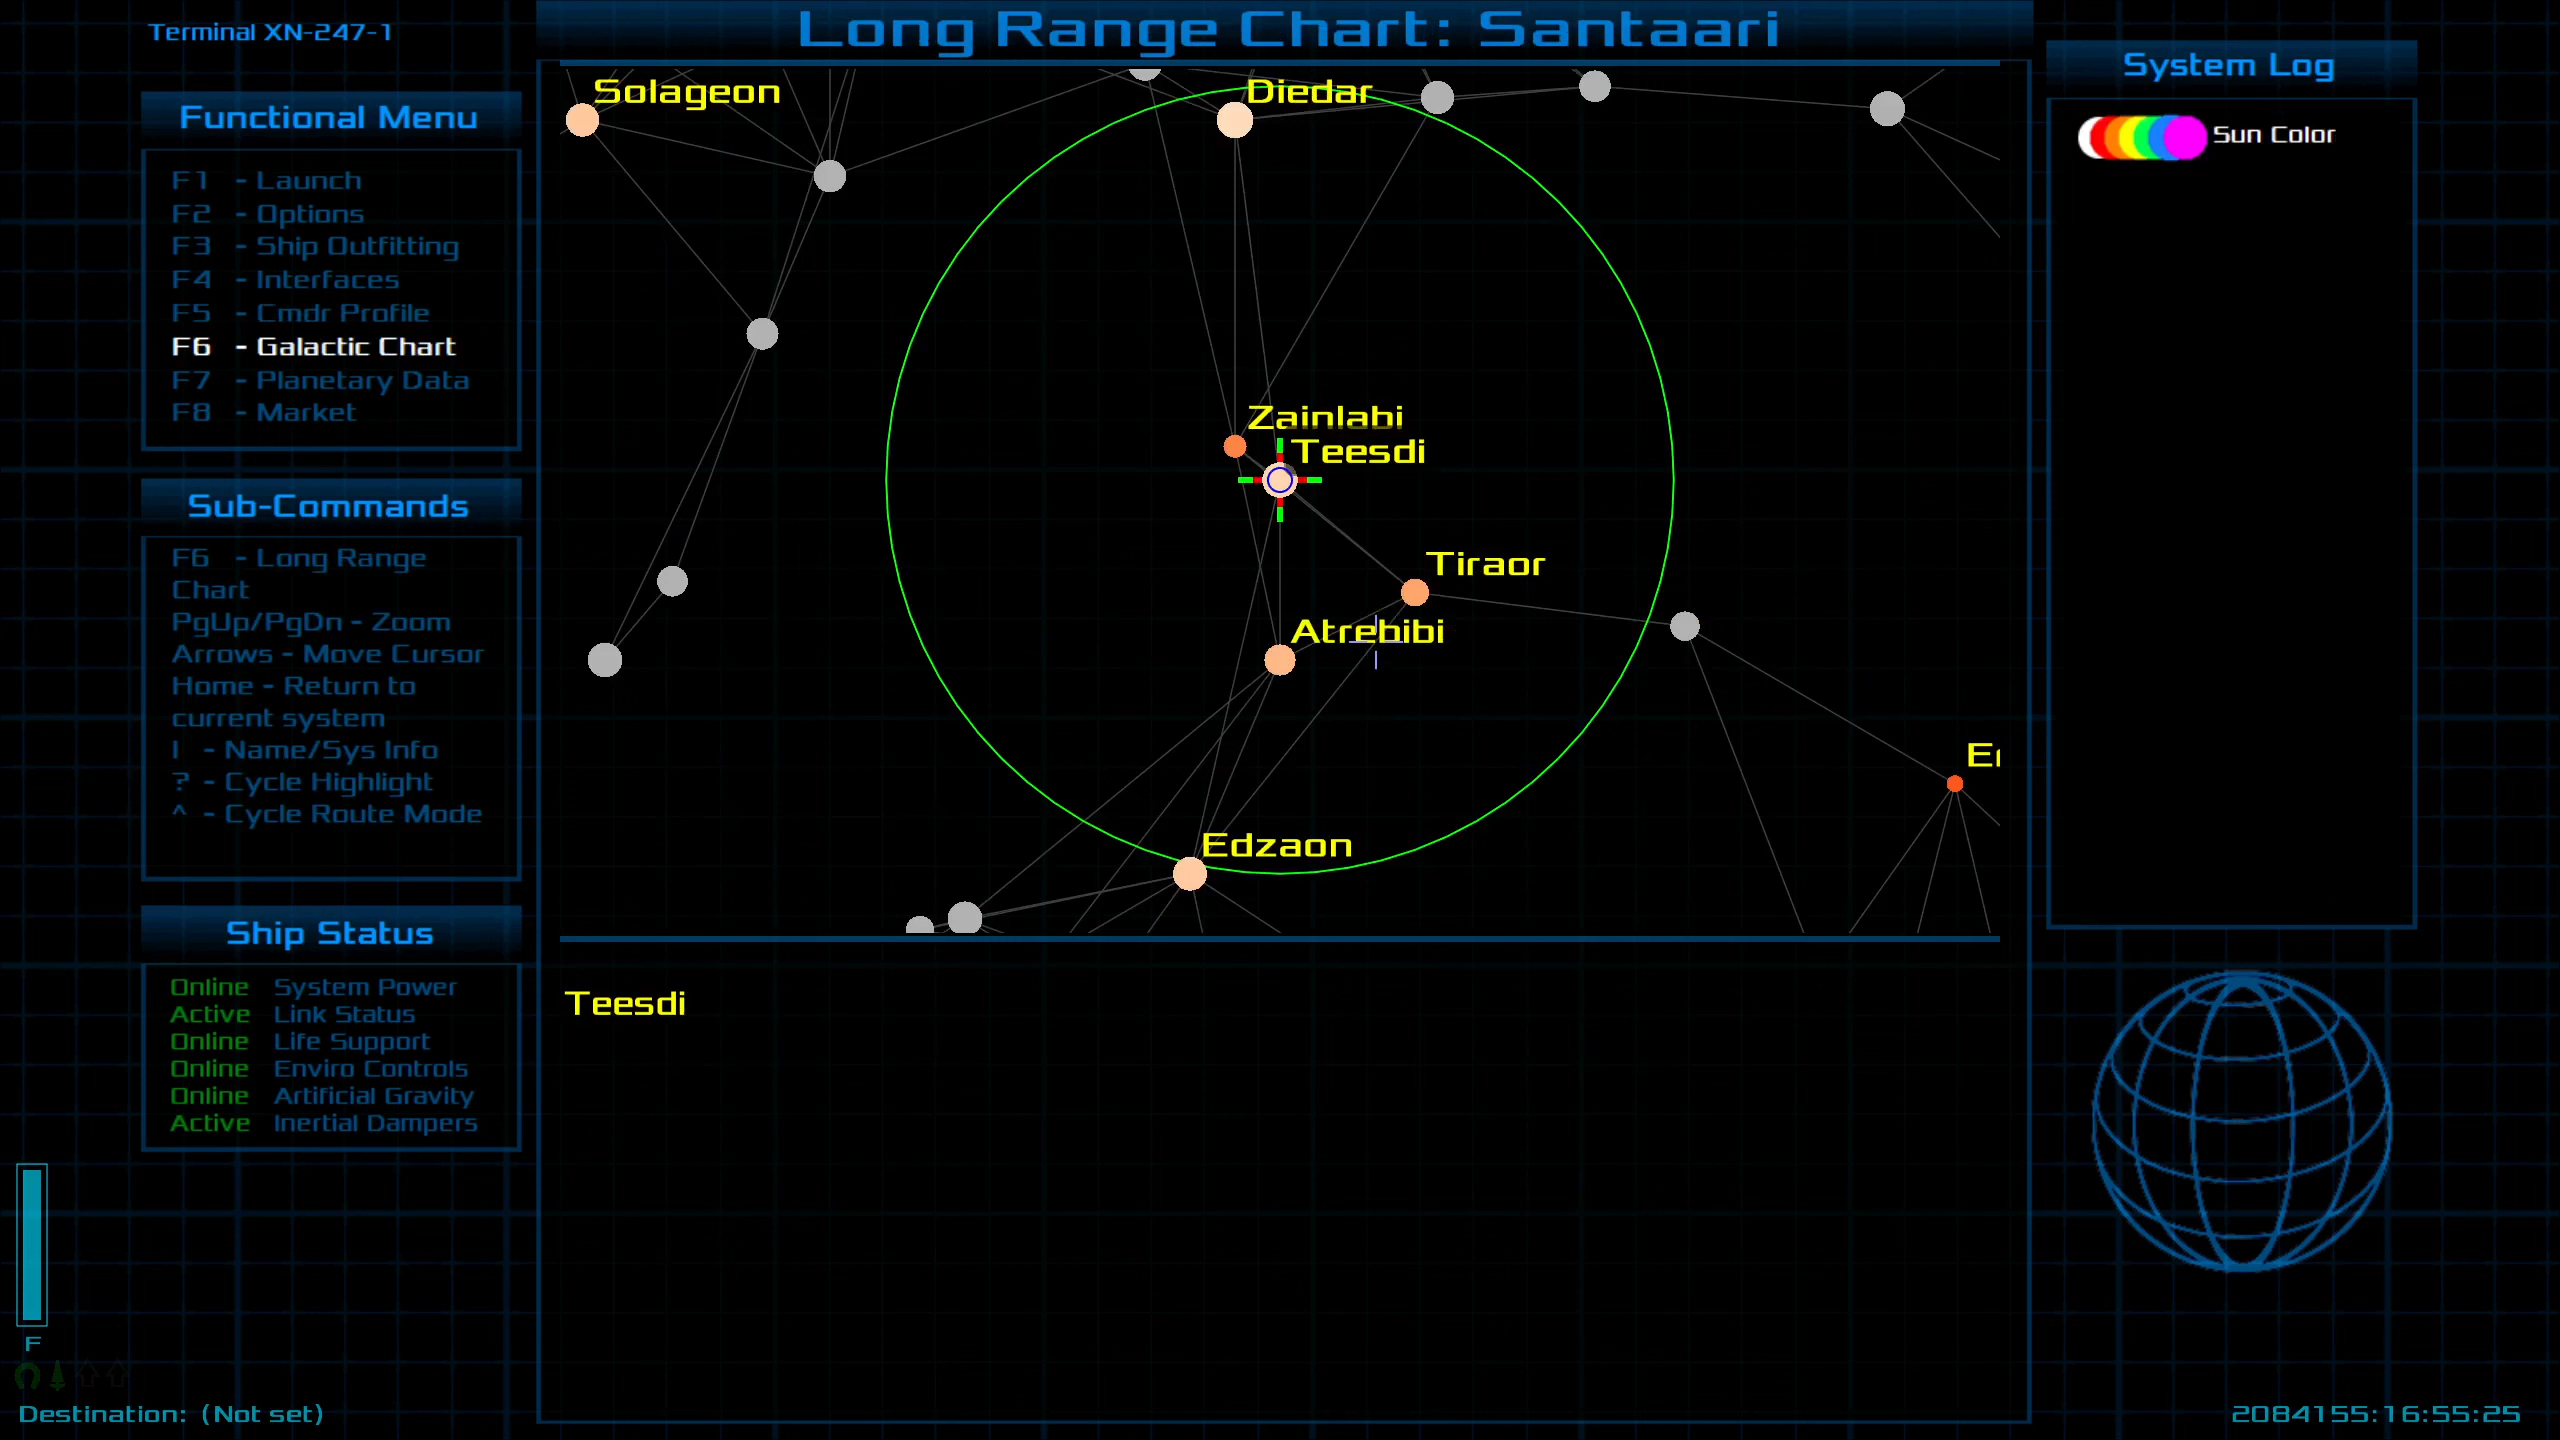 Terminal XN-247-1
Long Range Chart: Santaari
Functional Menu
F1 - Launch
F2 - Options
F3 - Ship Outfitting
F4 - Interfaces
F5 - Cmdr Profile
F6 - Galactic Chart
F7 - Planetary Data
F8 - Market
Sub-Commands
F6 - Long Range
Chart
PgUp/PgDn - Zoom
Arrows - Move Cursor
Home - Return to
current system
I - Name/Sys Info
? - Cycle Highlight
^ - Cycle Route Mode
Ship Status
Online System Power
Active Link Status
Online Life Support
Online Enviro Controls
Online Artificial Gravity
Active Inertial Dampers
F
Destination: (Not set)
Solageon
Diedar
Zainlabi
Teesdi
Tiraor
Atrebibi
Edzaon
Teesdi
System Log
Sun Color
2084155:16:55:25